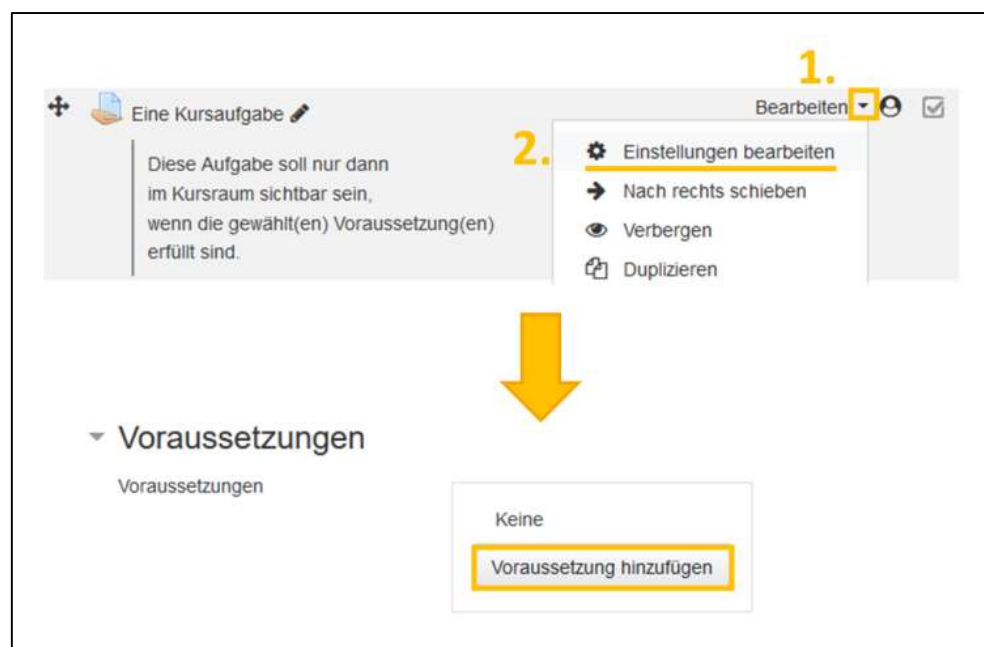 1.
Eine Kursaufgabe
Bearbeiten
Diese Aufgabe soll nur dann
im Kursraum sichtbar sein,
wenn die gewählt(en) Voraussetzung(en)
erfüllt sind.
2.
Einstellungen bearbeiten
Nach rechts schieben
Verbergen
Duplizieren
Voraussetzungen
Voraussetzungen
Keine
Voraussetzung hinzufügen